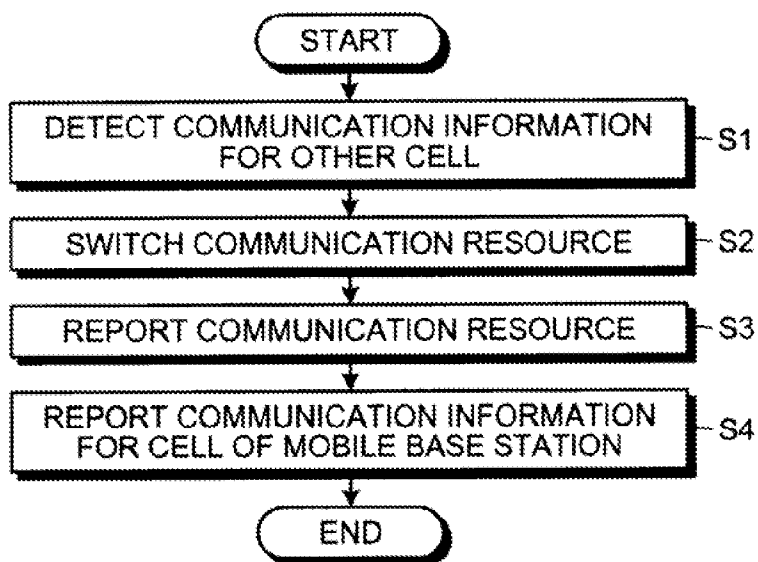 START
DETECT COMMUNICATION INFORMATION
FOR OTHER CELL
S1
SWITCH COMMUNICATION RESOURCE
S2
REPORT COMMUNICATION RESOURCE
S3
REPORT COMMUNICATION INFORMATION
FOR CELL OF MOBILE BASE STATION
S4
END